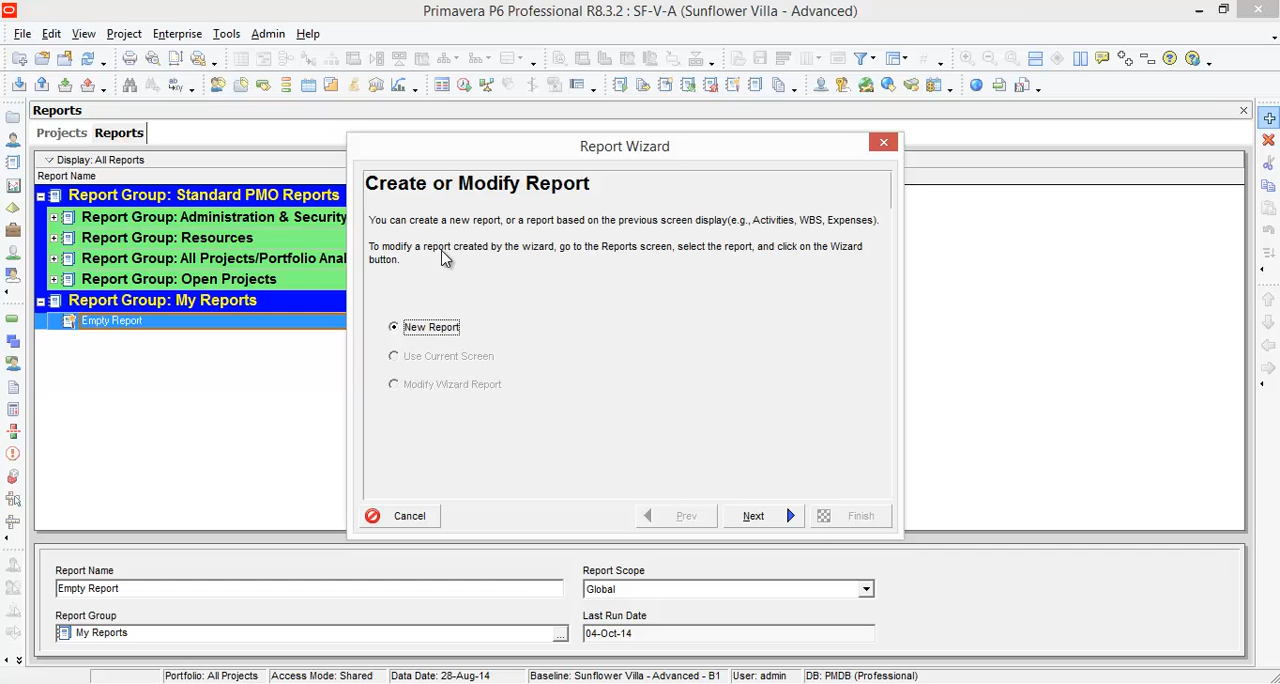 Primavera P6 Professional R8.3.2 : SF-V-A (Sunflower Villa - Advanced)
File Edit View Project Enterprise Tools Admin Help
Reports
Projects Reports
Display: All Reports
Report Name
Report Group: Standard PMO Reports
Report Group: Administration & Security
Report Group: Resources
Report Group: All Projects/Portfolio Anal
Report Group: Open Projects
Report Group: My Reports
Empty Report
Report Wizard
Create or Modify Report
You can create a new report, or a report based on the previous screen display(e.g., Activities, WBS, Expenses).
To modify a report created by the wizard, go to the Reports screen, select the report, and click on the Wizard
button.
New Report
Use Current Screen
Modify Wizard Report
Cancel Prev Next Finish
Report Name Report Scope
Empty Report Global
Report Group Last Run Date
My Reports ... 04-Oct-14
Portfolio: All Projects Access Mode: Shared Data Date: 28-Aug-14 Baseline: Sunflower Villa - Advanced - B1 User: admin DB: PMDB (Professional)